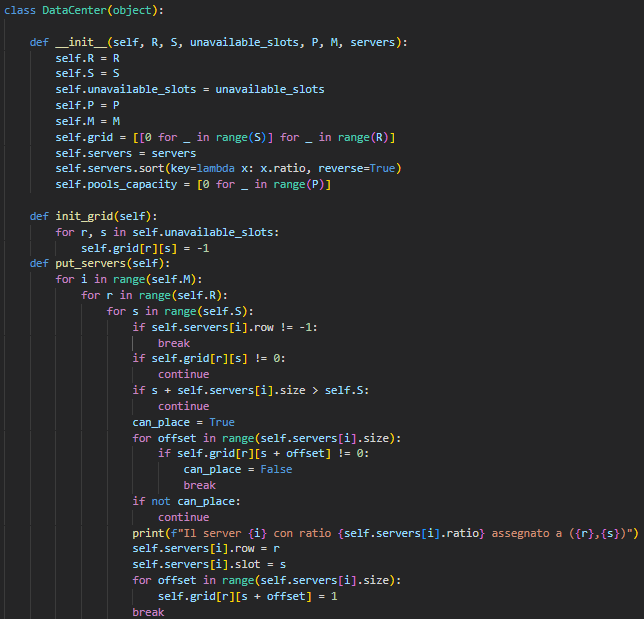 class DataCenter(object):

    def __init__(self, R, S, unavailable_slots, P, M, servers):
        self.R = R
        self.S = S
        self.unavailable_slots = unavailable_slots
        self.P = P
        self.M = M
        self.grid = [[0 for _ in range(S)] for _ in range(R)]
        self.servers = servers
        self.servers.sort(key=lambda x: x.ratio, reverse=True)
        self.pools_capacity = [0 for _ in range(P)]

    def init_grid(self):
        for r, s in self.unavailable_slots:
            self.grid[r][s] = -1
    def put_servers(self):
        for i in range(self.M):
            for r in range(self.R):
                for s in range(self.S):
                    if self.servers[i].row != -1:
                        break
                    if self.grid[r][s] != 0:
                        continue
                    if s + self.servers[i].size > self.S:
                        continue
                    can_place = True
                    for offset in range(self.servers[i].size):
                        if self.grid[r][s + offset] != 0:
                            can_place = False
                            break
                    if not can_place:
                        continue
                    print(f"Il server {i} con ratio {self.servers[i].ratio} assegnato a ({r},{s})")
                    self.servers[i].row = r
                    self.servers[i].slot = s
                    for offset in range(self.servers[i].size):
                        self.grid[r][s + offset] = 1
                    break